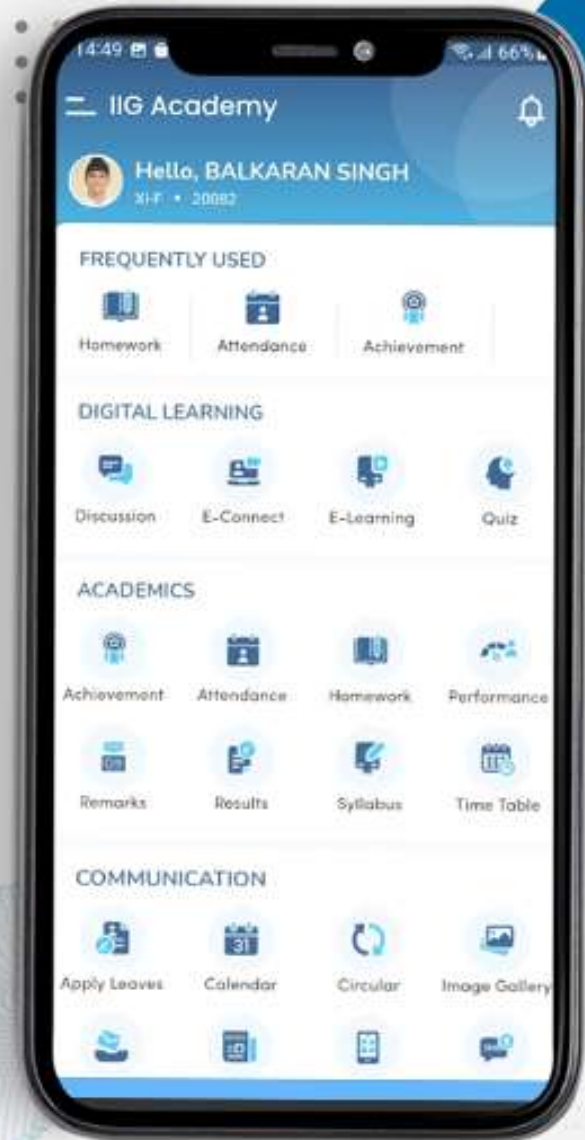 14:49 66%
IIG Academy
Hello, BALKARAN SINGH
XI-F • 20082
FREQUENTLY USED
Homework Attendance Achievement
DIGITAL LEARNING
Discussion E-Connect E-Learning Quiz
ACADEMICS
Achievement Attendance Homework Performance
Remarks Results Syllabus Time Table
COMMUNICATION
31
Apply Leaves Calendar Circular Image Gallery